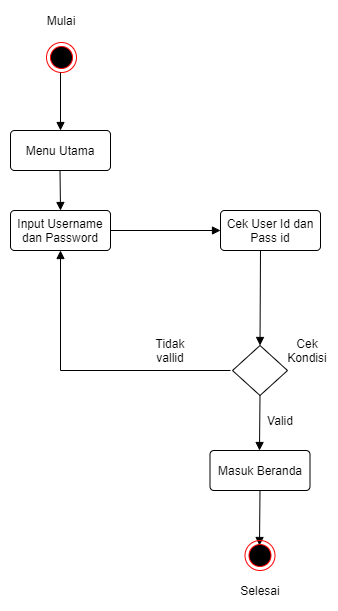 Mulai
Menu Utama
Input Username
dan Password
Cek User Id dan
Pass id
Tidak
vallid
Cek
Kondisi
Valid
Masuk Beranda
Selesai